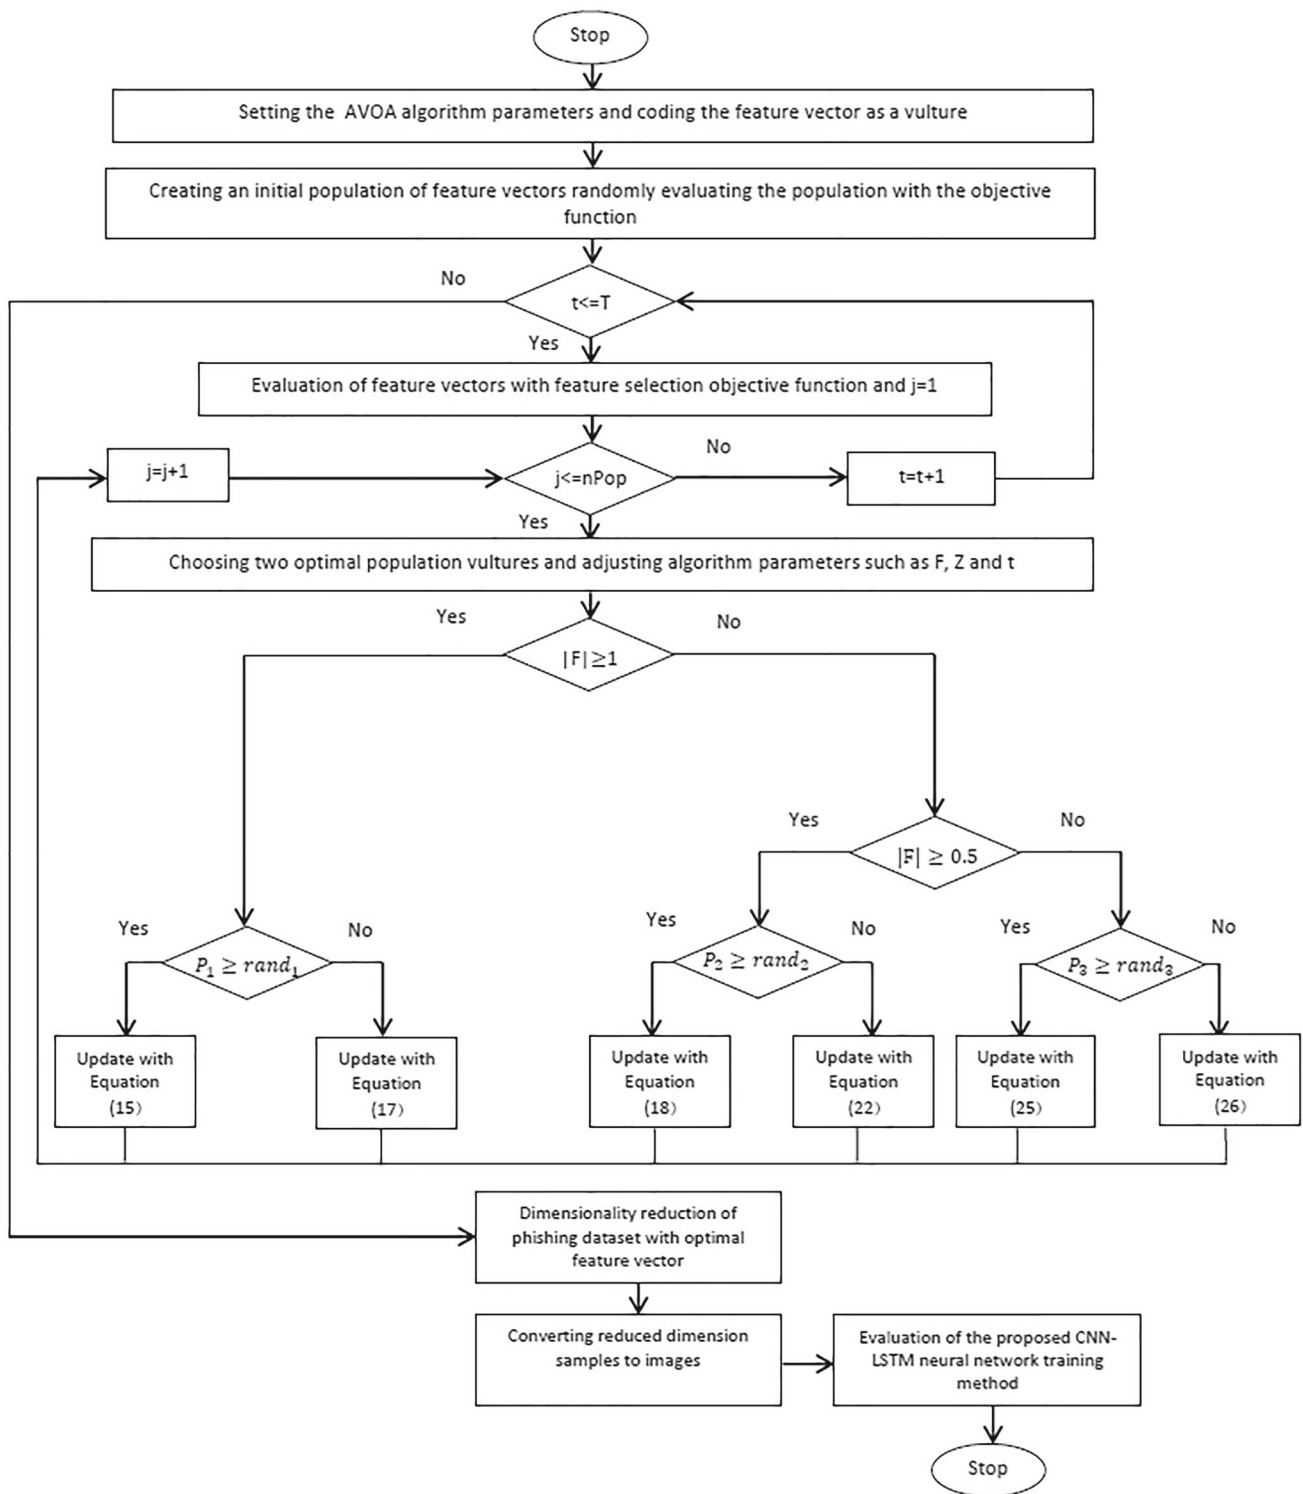 Stop
Setting the AVOA algorithm parameters and coding the feature vector as a vulture
Creating an initial population of feature vectors randomly evaluating the population with the objective
function
No
t<=T
Yes
Evaluation of feature vectors with feature selection objective function and j=1
No
j=j+1
j<=nPop
t=t+1
Yes
Choosing two optimal population vultures and adjusting algorithm parameters such as F, Z and t
Yes
No
|F|≥1
Yes
No
|F| ≥ 0.5
Yes
No
Yes
No
Yes
No
P₁ ≥ rand₁
P₂ ≥ rand₂
P₃ ≥ rand₃
Update with
Equation
(15)
Update with
Equation
(17)
Update with
Equation
(18)
Update with
Equation
(22)
Update with
Equation
(25)
Update with
Equation
(26)
Dimensionality reduction of
phishing dataset with optimal
feature vector
Converting reduced dimension
samples to images
Evaluation of the proposed CNN-
LSTM neural network training
method
Stop